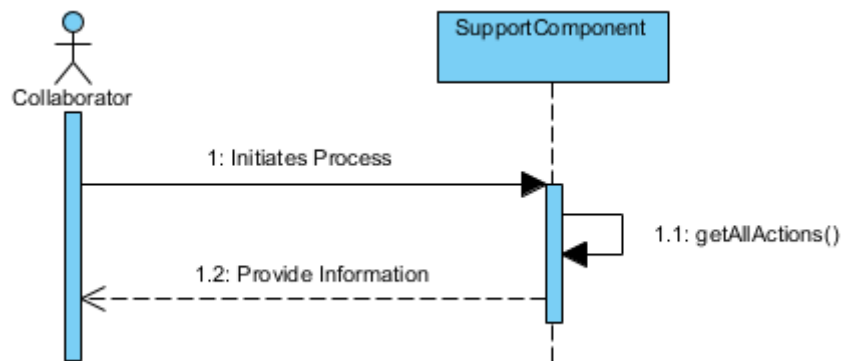 SupportComponent
Collaborator
1: Initiates Process
1.1: getAllActions()
1.2: Provide Information